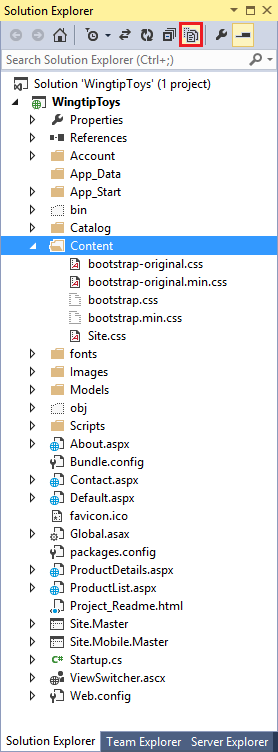 Solution Explorer
Search Solution Explorer (Ctrl+;)
Solution 'WingtipToys' (1 project)
WingtipToys
Properties
References
Account
App_Data
App_Start
bin
Catalog
Content
bootstrap-original.css
bootstrap-original.min.css
bootstrap.css
bootstrap.min.css
Site.css
fonts
Images
Models
obj
Scripts
About.aspx
Bundle.config
Contact.aspx
Default.aspx
favicon.ico
Global.asax
packages.config
ProductDetails.aspx
ProductList.aspx
Project_Readme.html
Site.Master
Site.Mobile.Master
C# Startup.cs
ViewSwitcher.ascx
Web.config
Solution Explorer Team Explorer Server Explorer